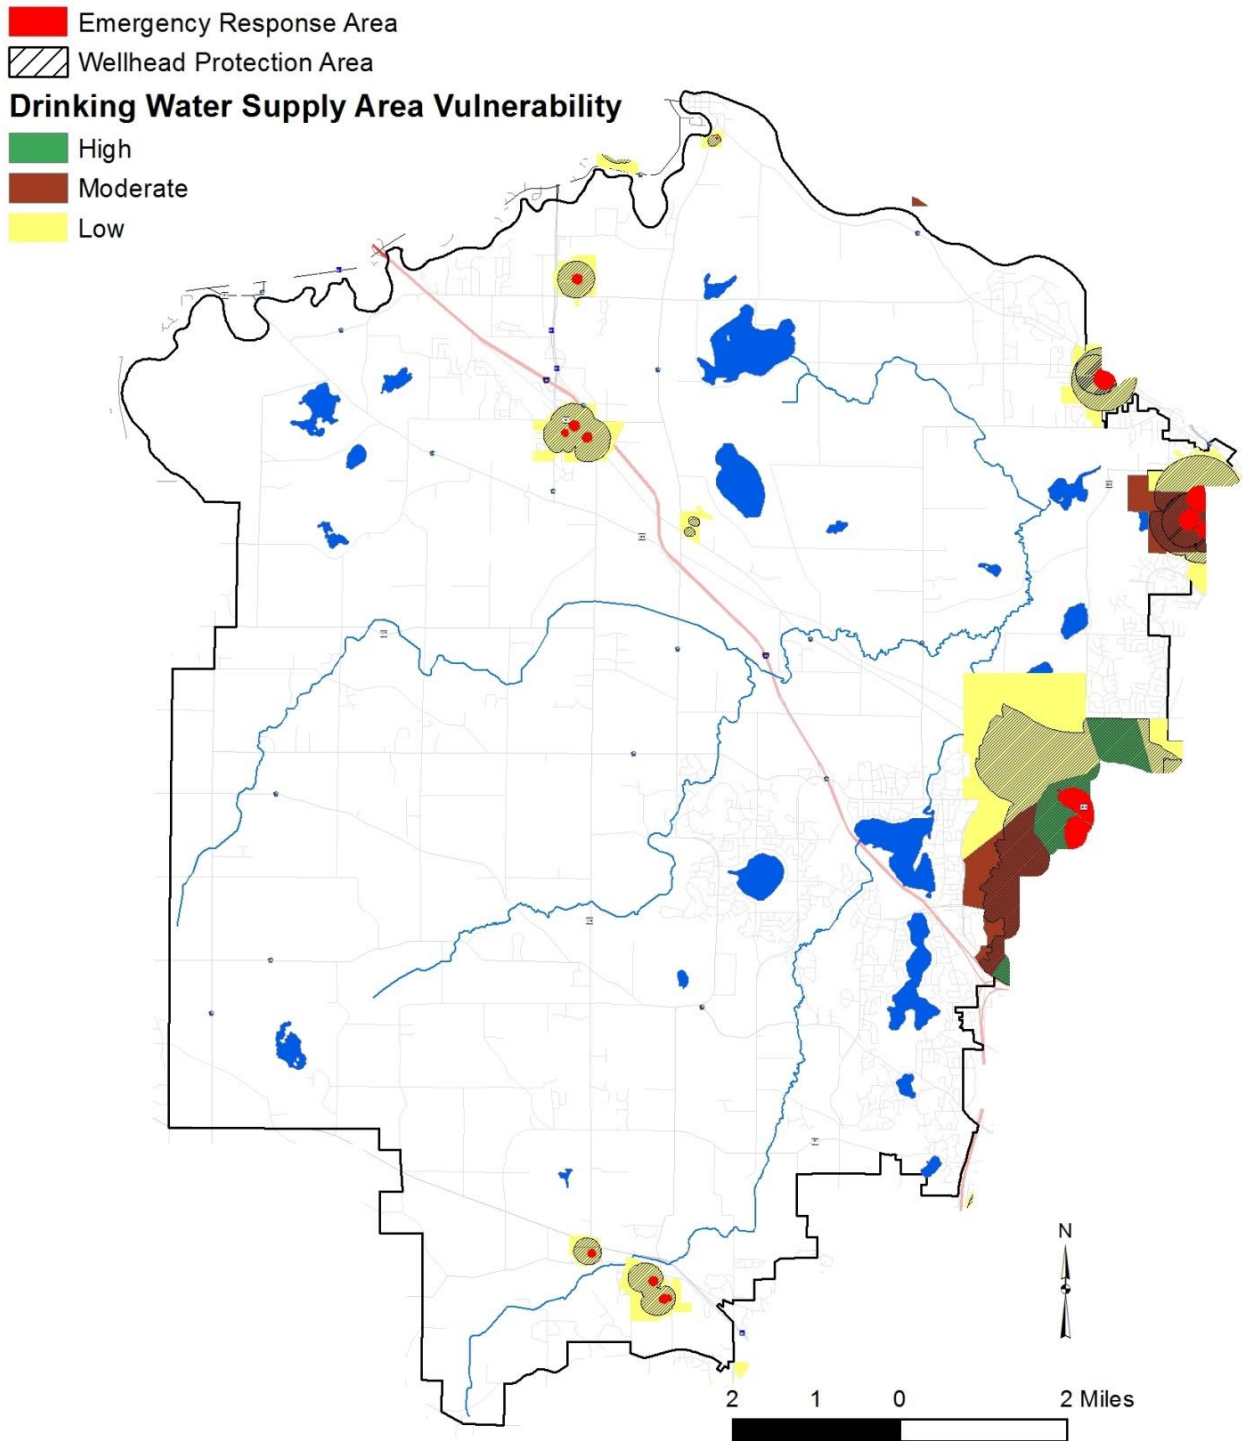 Emergency Response Area
Wellhead Protection Area
Drinking Water Supply Area Vulnerability
High
Moderate
Low
N
2 1 0 2 Miles